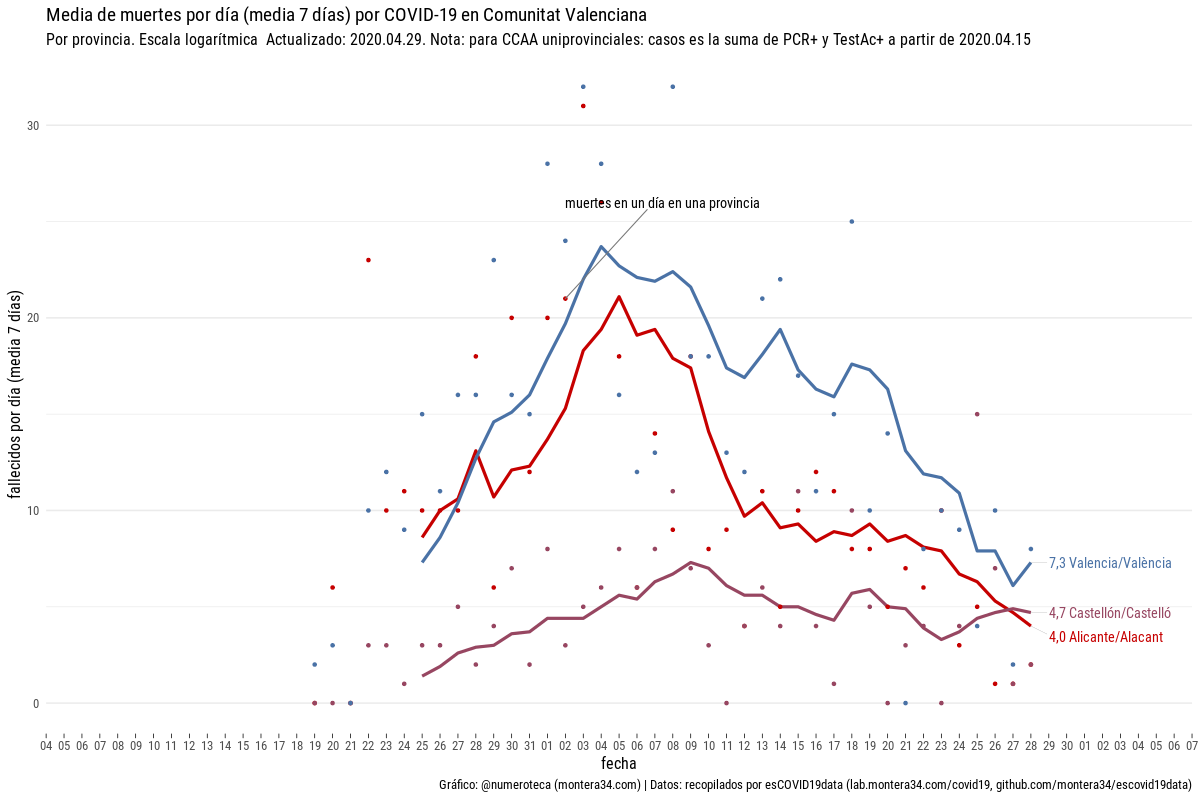 Media de muertes por día (media 7 días) por COVID-19 en Comunitat Valenciana
Por provincia. Escala logarítmica  Actualizado: 2020.04.29. Nota: para CCAA uniprovinciales: casos es la suma de PCR+ y TestAc+ a partir de 2020.04.15
fallecidos por día (media  7 días)
30
20
10
0
muertes en un día en una provincia
7,3 Valencia/València
4,7 Castellón/Castelló
4,0 Alicante/Alacant
04 05 06 07 08 09 10 11 12 13 14 15 16 17 18 19 20 21 22 23 24 25 26 27 28 29 30 31 01 02 03 04 05 06 07 08 09 10 11 12 13 14 15 16 17 18 19 20 21 22 23 24 25 26 27 28 29 30 01 02 03 04 05 06 07
fecha
Gráfico: @numeroteca (montera34.com) | Datos: recopilados por esCOVID19data (lab.montera34.com/covid19, github.com/montera34/escovid19data)